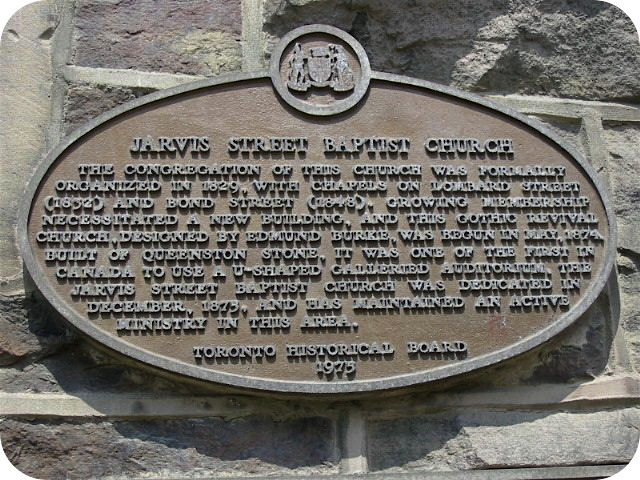 JARVIS STREET BAPTIST CHURCH
THE CONGREGATION OF THIS CHURCH WAS FORMALLY
ORGANIZED IN 1829, WITH CHAPELS ON LOMBARD STREET
(1832) AND BOND STREET (1848). GROWING MEMBERSHIP
NECESSITATED A NEW BUILDING, AND THIS GOTHIC REVIVAL
CHURCH, DESIGNED BY EDMUND BURKE, WAS BEGUN IN MAY, 1874.
BUILT OF QUEENSTON STONE, IT WAS ONE OF THE FIRST IN
CANADA TO USE A U-SHAPED GALLERIED AUDITORIUM. THE
JARVIS STREET BAPTIST CHURCH WAS DEDICATED IN
DECEMBER, 1875, AND HAS MAINTAINED AN ACTIVE
MINISTRY IN THIS AREA.
TORONTO HISTORICAL BOARD
1975